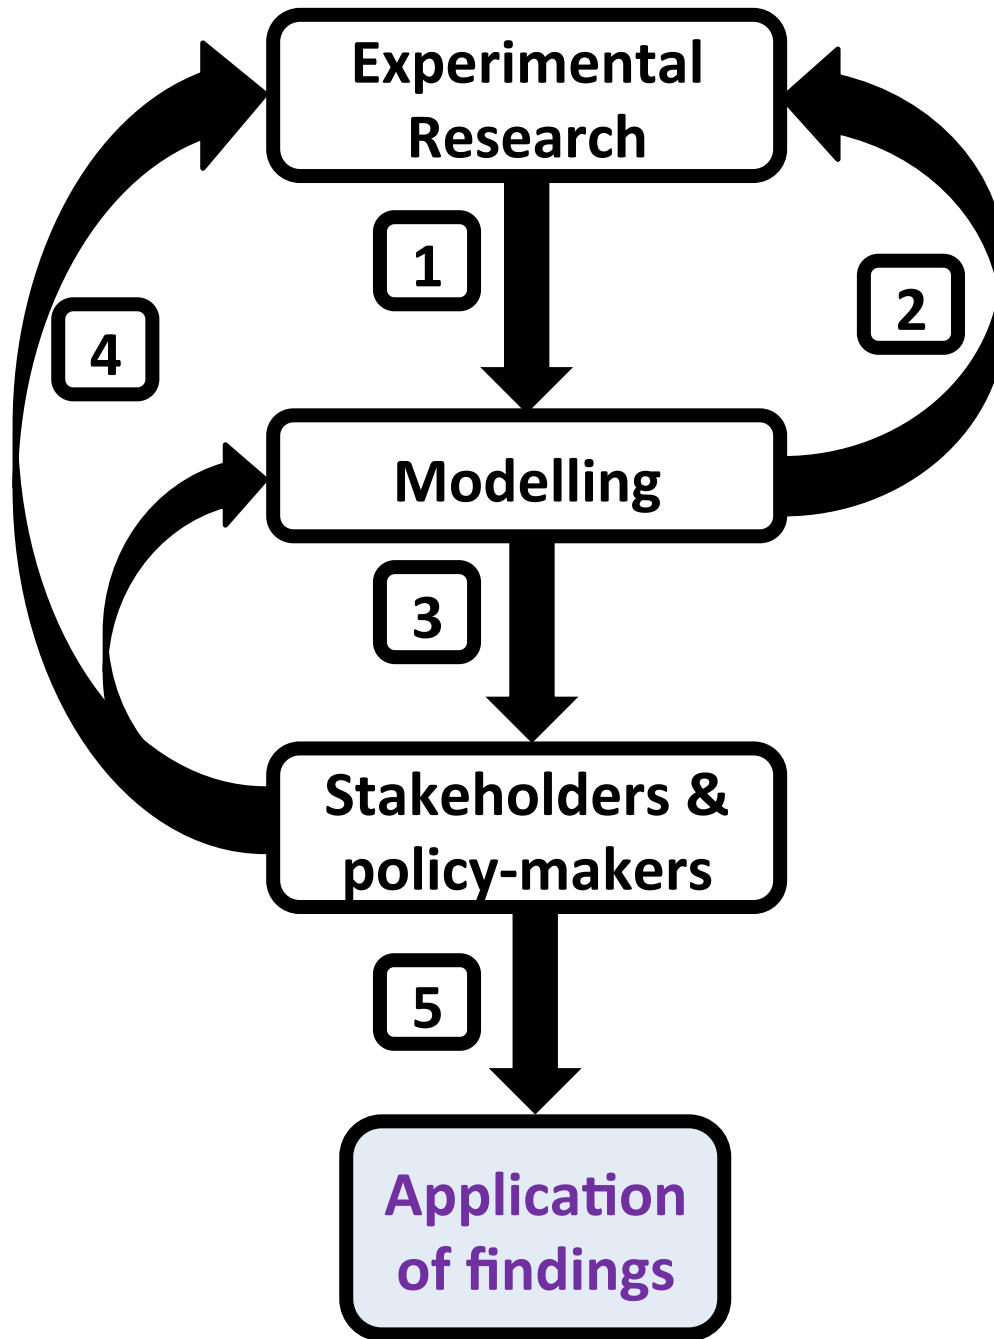 Experimental
Research
1
2
4
Modelling
3
Stakeholders &
policy-makers
5
Application
of findings